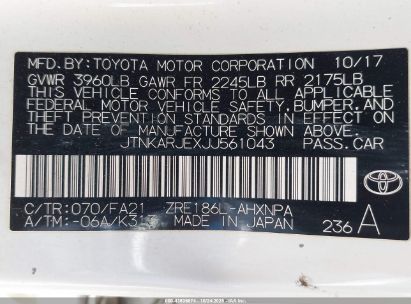 MFD.BY:TOYOTA MOTOR CORPORATION 10/17
GVWR 3960LB GAWR FR 2245LB RR 2175LB
THIS VEHICLE CONFORMS TO ALL APPLICABLE
FEDERAL MOTOR VEHICLE SAFETY, BUMPER, AND
THEFT PREVENTION STANDARDS IN EFFECT ON
THE DATE OF MANUFACTURE SHOWN ABOVE.
JTNKARJEXJJ561043 PASS.CAR
TOYOTA
C/TR:070/FA21 ZRE186L-AHXNPA
A/TM:-06A/K313 MADE IN JAPAN 236 A